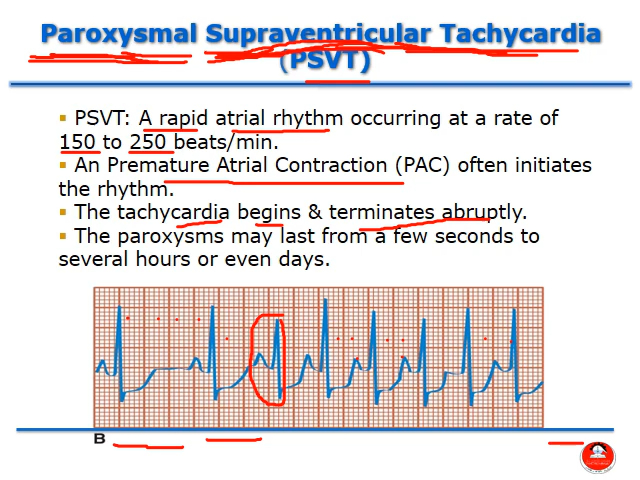 Paroxysmal Supraventricular Tachycardia
(PSVT)
▪ PSVT: A rapid atrial rhythm occurring at a rate of
150 to 250 beats/min.
▪ An Premature Atrial Contraction (PAC) often initiates
the rhythm.
▪ The tachycardia begins & terminates abruptly.
▪ The paroxysms may last from a few seconds to
several hours or even days.
B